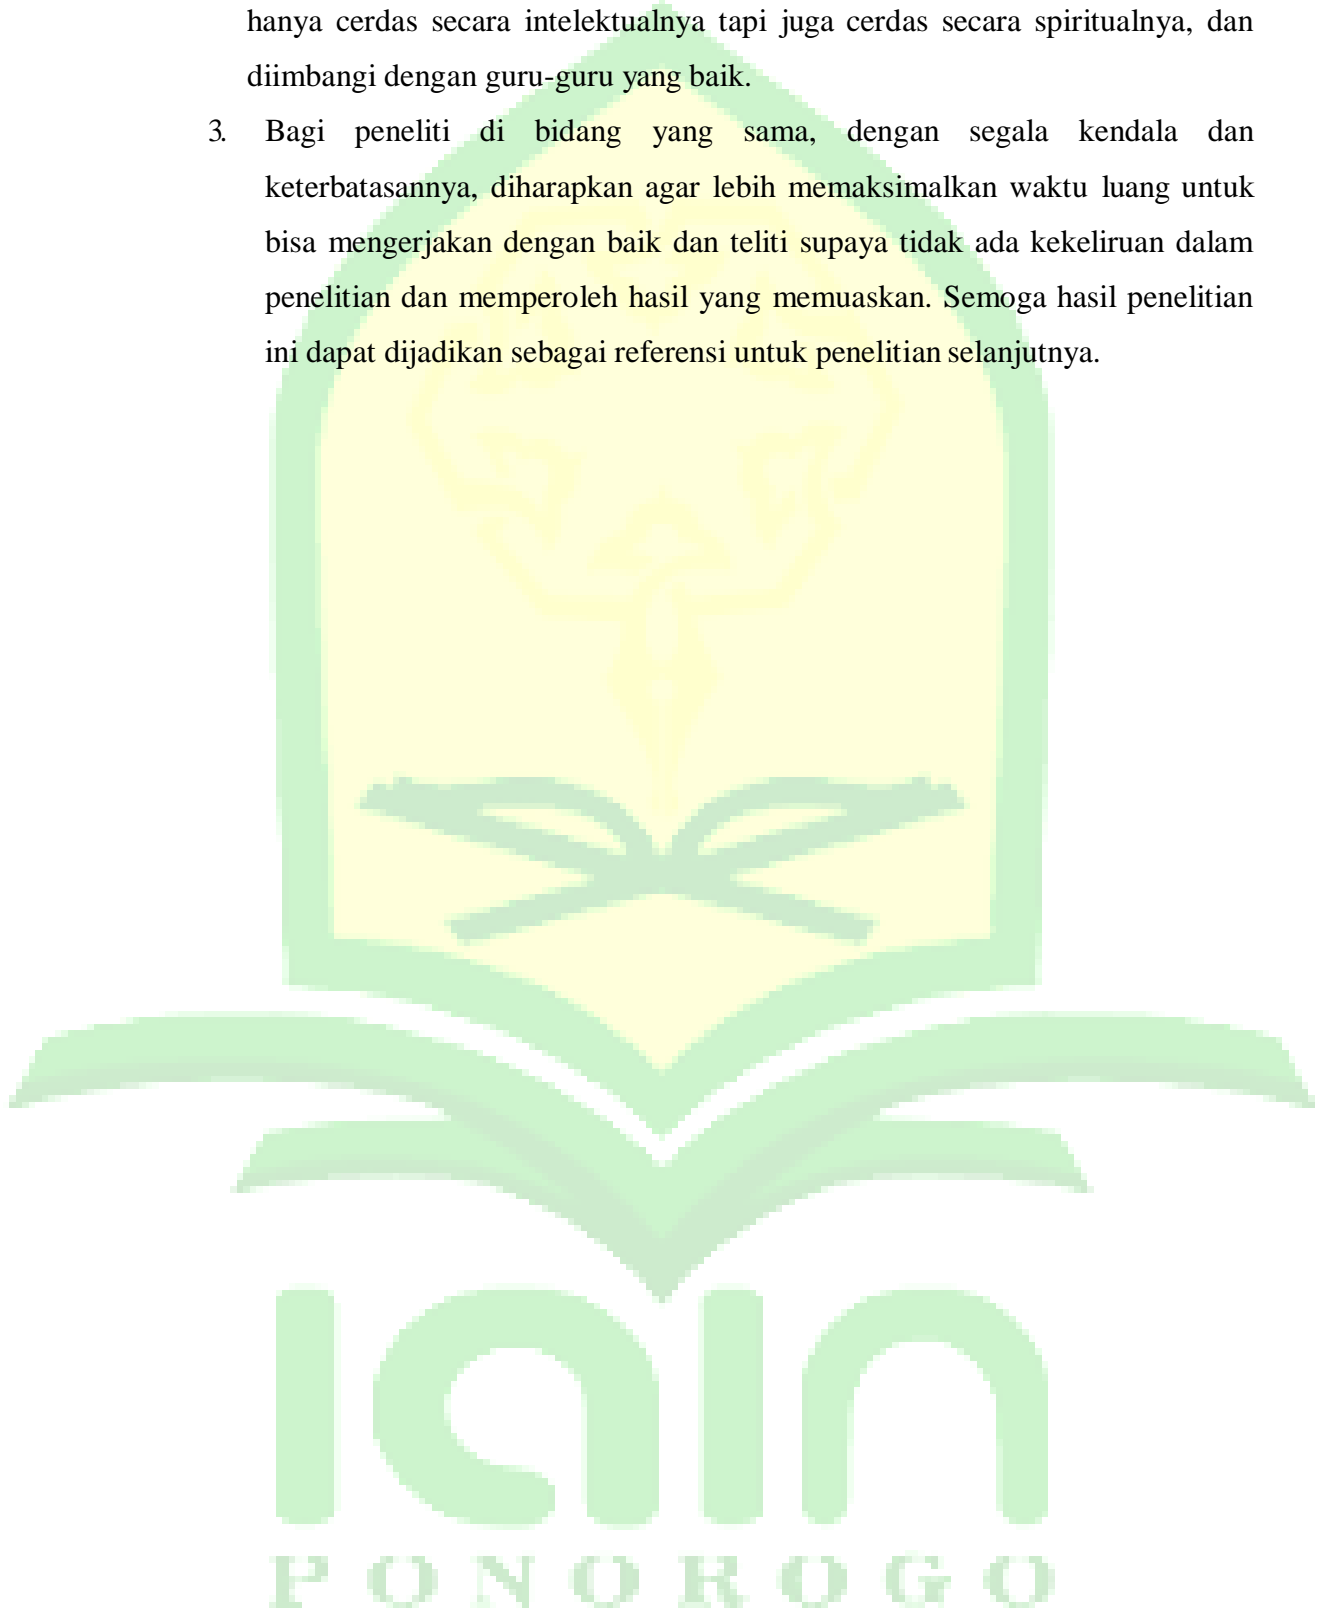 hanya cerdas secara intelektualnya tapi juga cerdas secara spiritualnya, dan
diimbangi dengan guru-guru yang baik.
3. Bagi peneliti di bidang yang sama, dengan segala kendala dan
keterbatasannya, diharapkan agar lebih memaksimalkan waktu luang untuk
bisa mengerjakan dengan baik dan teliti supaya tidak ada kekeliruan dalam
penelitian dan memperoleh hasil yang memuaskan. Semoga hasil penelitian
ini dapat dijadikan sebagai referensi untuk penelitian selanjutnya.
iain
PONOROGO